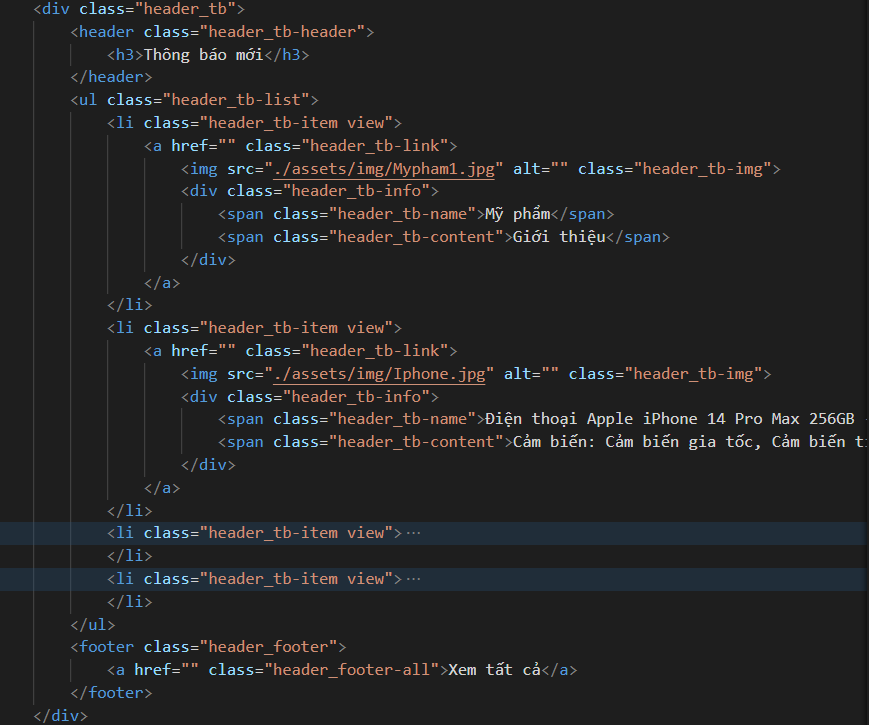 <div class="header_tb">
<header class="header_tb-header">
<h3>Thông báo mới</h3>
</header>
<ul class="header_tb-list">
<li class="header_tb-item view">
<a href="" class="header_tb-link">
<img src="./assets/img/Mypham1.jpg" alt="" class="header_tb-img">
<div class="header_tb-info">
<span class="header_tb-name">Mỹ phẩm</span>
<span class="header_tb-content">Giới thiệu</span>
</div>
</a>
</li>
<li class="header_tb-item view">
<a href="" class="header_tb-link">
<img src="./assets/img/Iphone.jpg" alt="" class="header_tb-img">
<div class="header_tb-info">
<span class="header_tb-name">Điện thoại Apple iPhone 14 Pro Max 256GB
<span class="header_tb-content">Cảm biến: Cảm biến gia tốc, Cảm biến
</div>
</a>
</li>
<li class="header_tb-item view">…
</li>
<li class="header_tb-item view">…
</li>
</ul>
<footer class="header_footer">
<a href="" class="header_footer-all">Xem tất cả</a>
</footer>
</div>